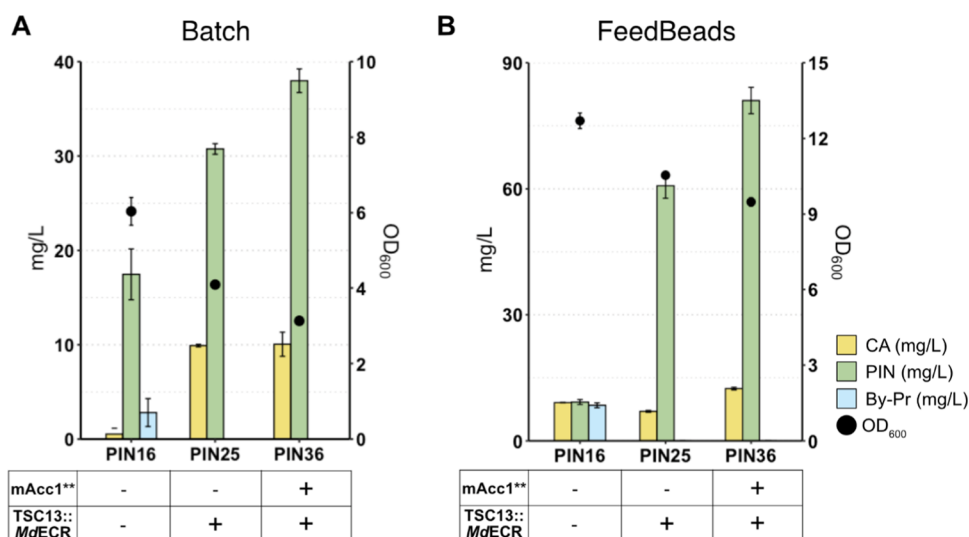 A
Batch
40
30
20
10
0
mg/L
10
8
6
4
2
0
OD600
PIN16 PIN25 PIN36
mAcc1** - - +
TSC13::
MdECR - + +
B
FeedBeads
90
60
30
0
mg/L
15
12
9
6
3
0
OD600
PIN16 PIN25 PIN36
mAcc1** - - +
TSC13::
MdECR - + +
CA (mg/L)
PIN (mg/L)
By-Pr (mg/L)
OD600